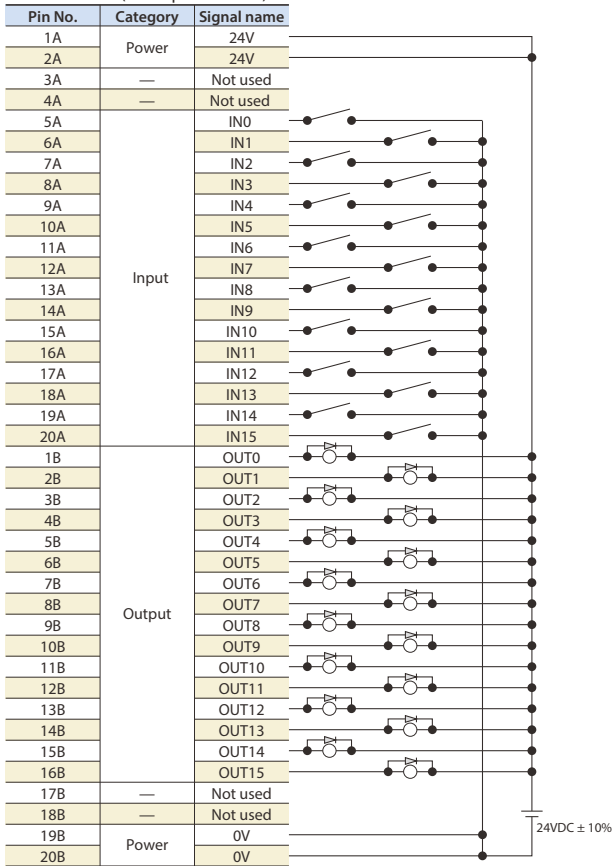 Pin No. Category Signal name
1A Power 24V
2A 24V
3A — Not used
4A — Not used
5A Input IN0
6A IN1
7A IN2
8A IN3
9A IN4
10A IN5
11A IN6
12A IN7
13A IN8
14A IN9
15A IN10
16A IN11
17A IN12
18A IN13
19A IN14
20A IN15
1B Output OUT0
2B OUT1
3B OUT2
4B OUT3
5B OUT4
6B OUT5
7B OUT6
8B OUT7
9B OUT8
10B OUT9
11B OUT10
12B OUT11
13B OUT12
14B OUT13
15B OUT14
16B OUT15
17B — Not used
18B — Not used
24VDC ± 10%
19B Power 0V
20B 0V